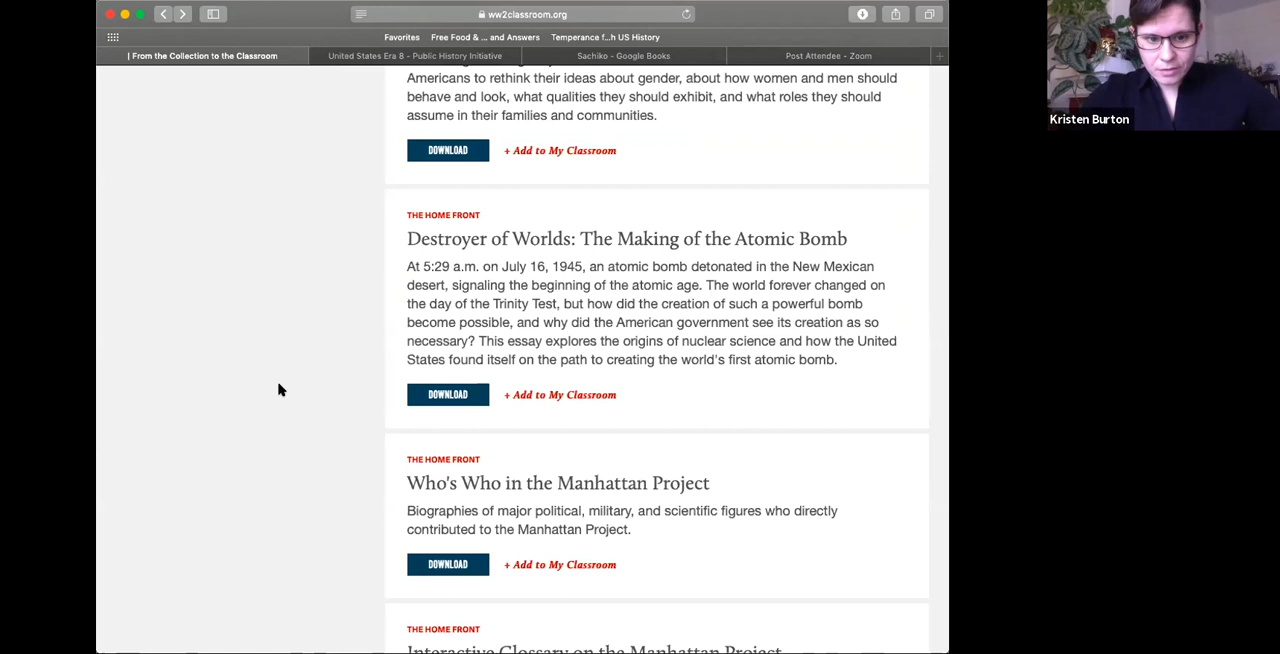 ww2classroom.org
Favorites Free Food & ... and Answers Temperance f...h US History
| From the Collection to the Classroom United States Era 8 - Public History Initiative Sachiko - Google Books Post Attendee - Zoom
Americans to rethink their ideas about gender, about how women and men should
behave and look, what qualities they should exhibit, and what roles they should
assume in their families and communities.
DOWNLOAD + Add to My Classroom
THE HOME FRONT
Destroyer of Worlds: The Making of the Atomic Bomb
At 5:29 a.m. on July 16, 1945, an atomic bomb detonated in the New Mexican
desert, signaling the beginning of the atomic age. The world forever changed on
the day of the Trinity Test, but how did the creation of such a powerful bomb
become possible, and why did the American government see its creation as so
necessary? This essay explores the origins of nuclear science and how the United
States found itself on the path to creating the world's first atomic bomb.
DOWNLOAD + Add to My Classroom
THE HOME FRONT
Who's Who in the Manhattan Project
Biographies of major political, military, and scientific figures who directly
contributed to the Manhattan Project.
DOWNLOAD + Add to My Classroom
THE HOME FRONT
Interactive Glossary on the Manhattan Project
Kristen Burton